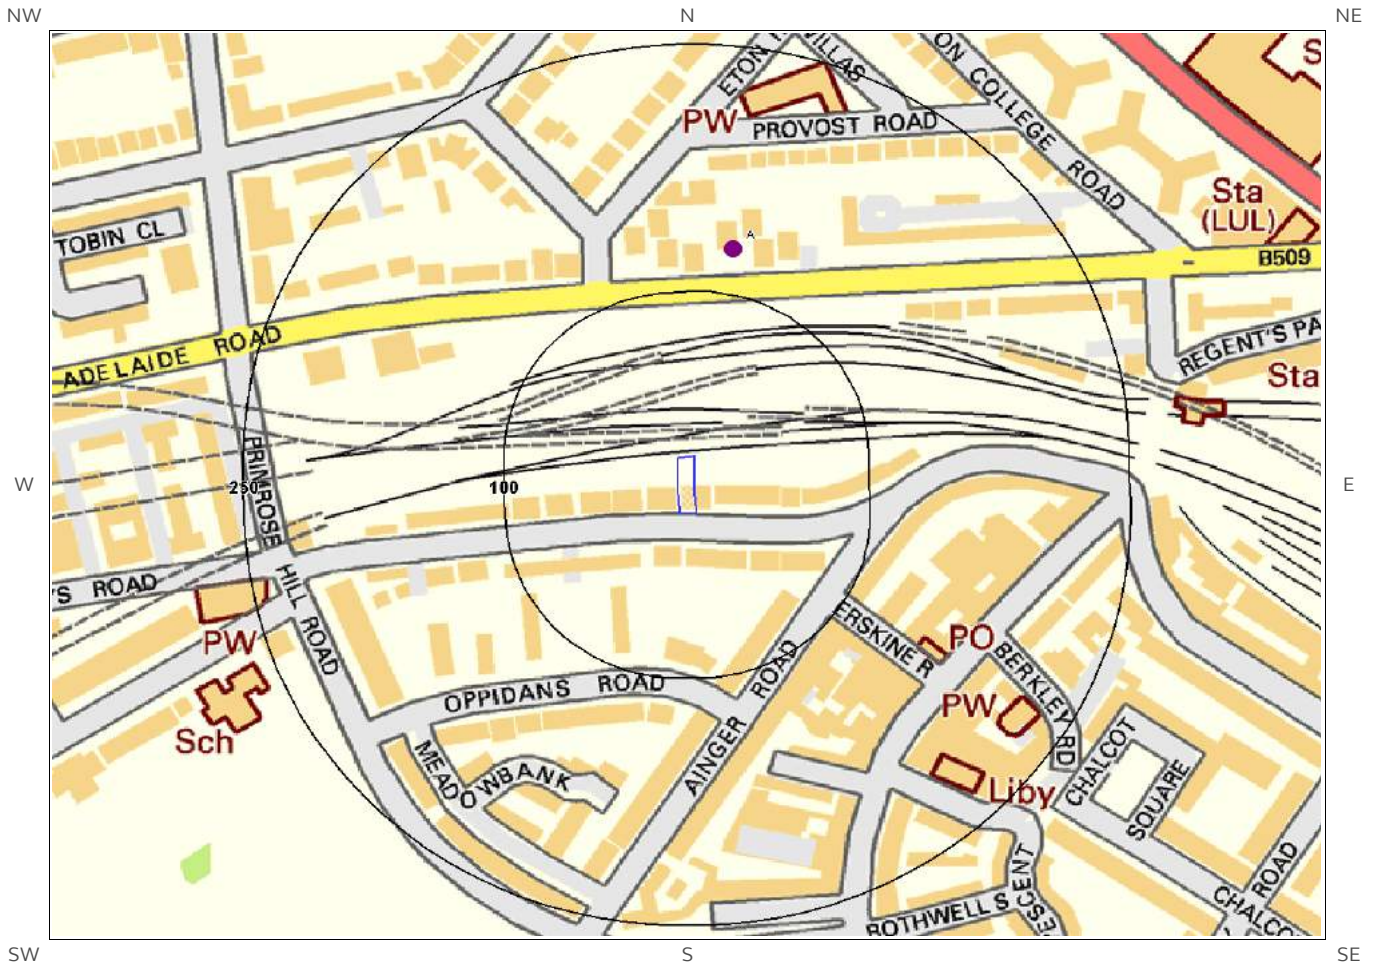 NW
N
NE
ETON
VILLAS
ON COLLEGE ROAD
S
PW
PROVOST ROAD
Sta
(LUL)
TOBIN CL
A
B509
ADELAIDE ROAD
REGENT'S PA
Sta
PRIMROSE HILL ROAD
W
250
100
E
'S ROAD
PW
ERSKINE R
PO
BERKLEY RD
OPPIDANS ROAD
PW
Sch
AINGER ROAD
MEADOWBANK
CHALCOT
SQUARE
Liby
ROTHWELL S
ESCENT
ROAD
CHALCO
SW
S
SE